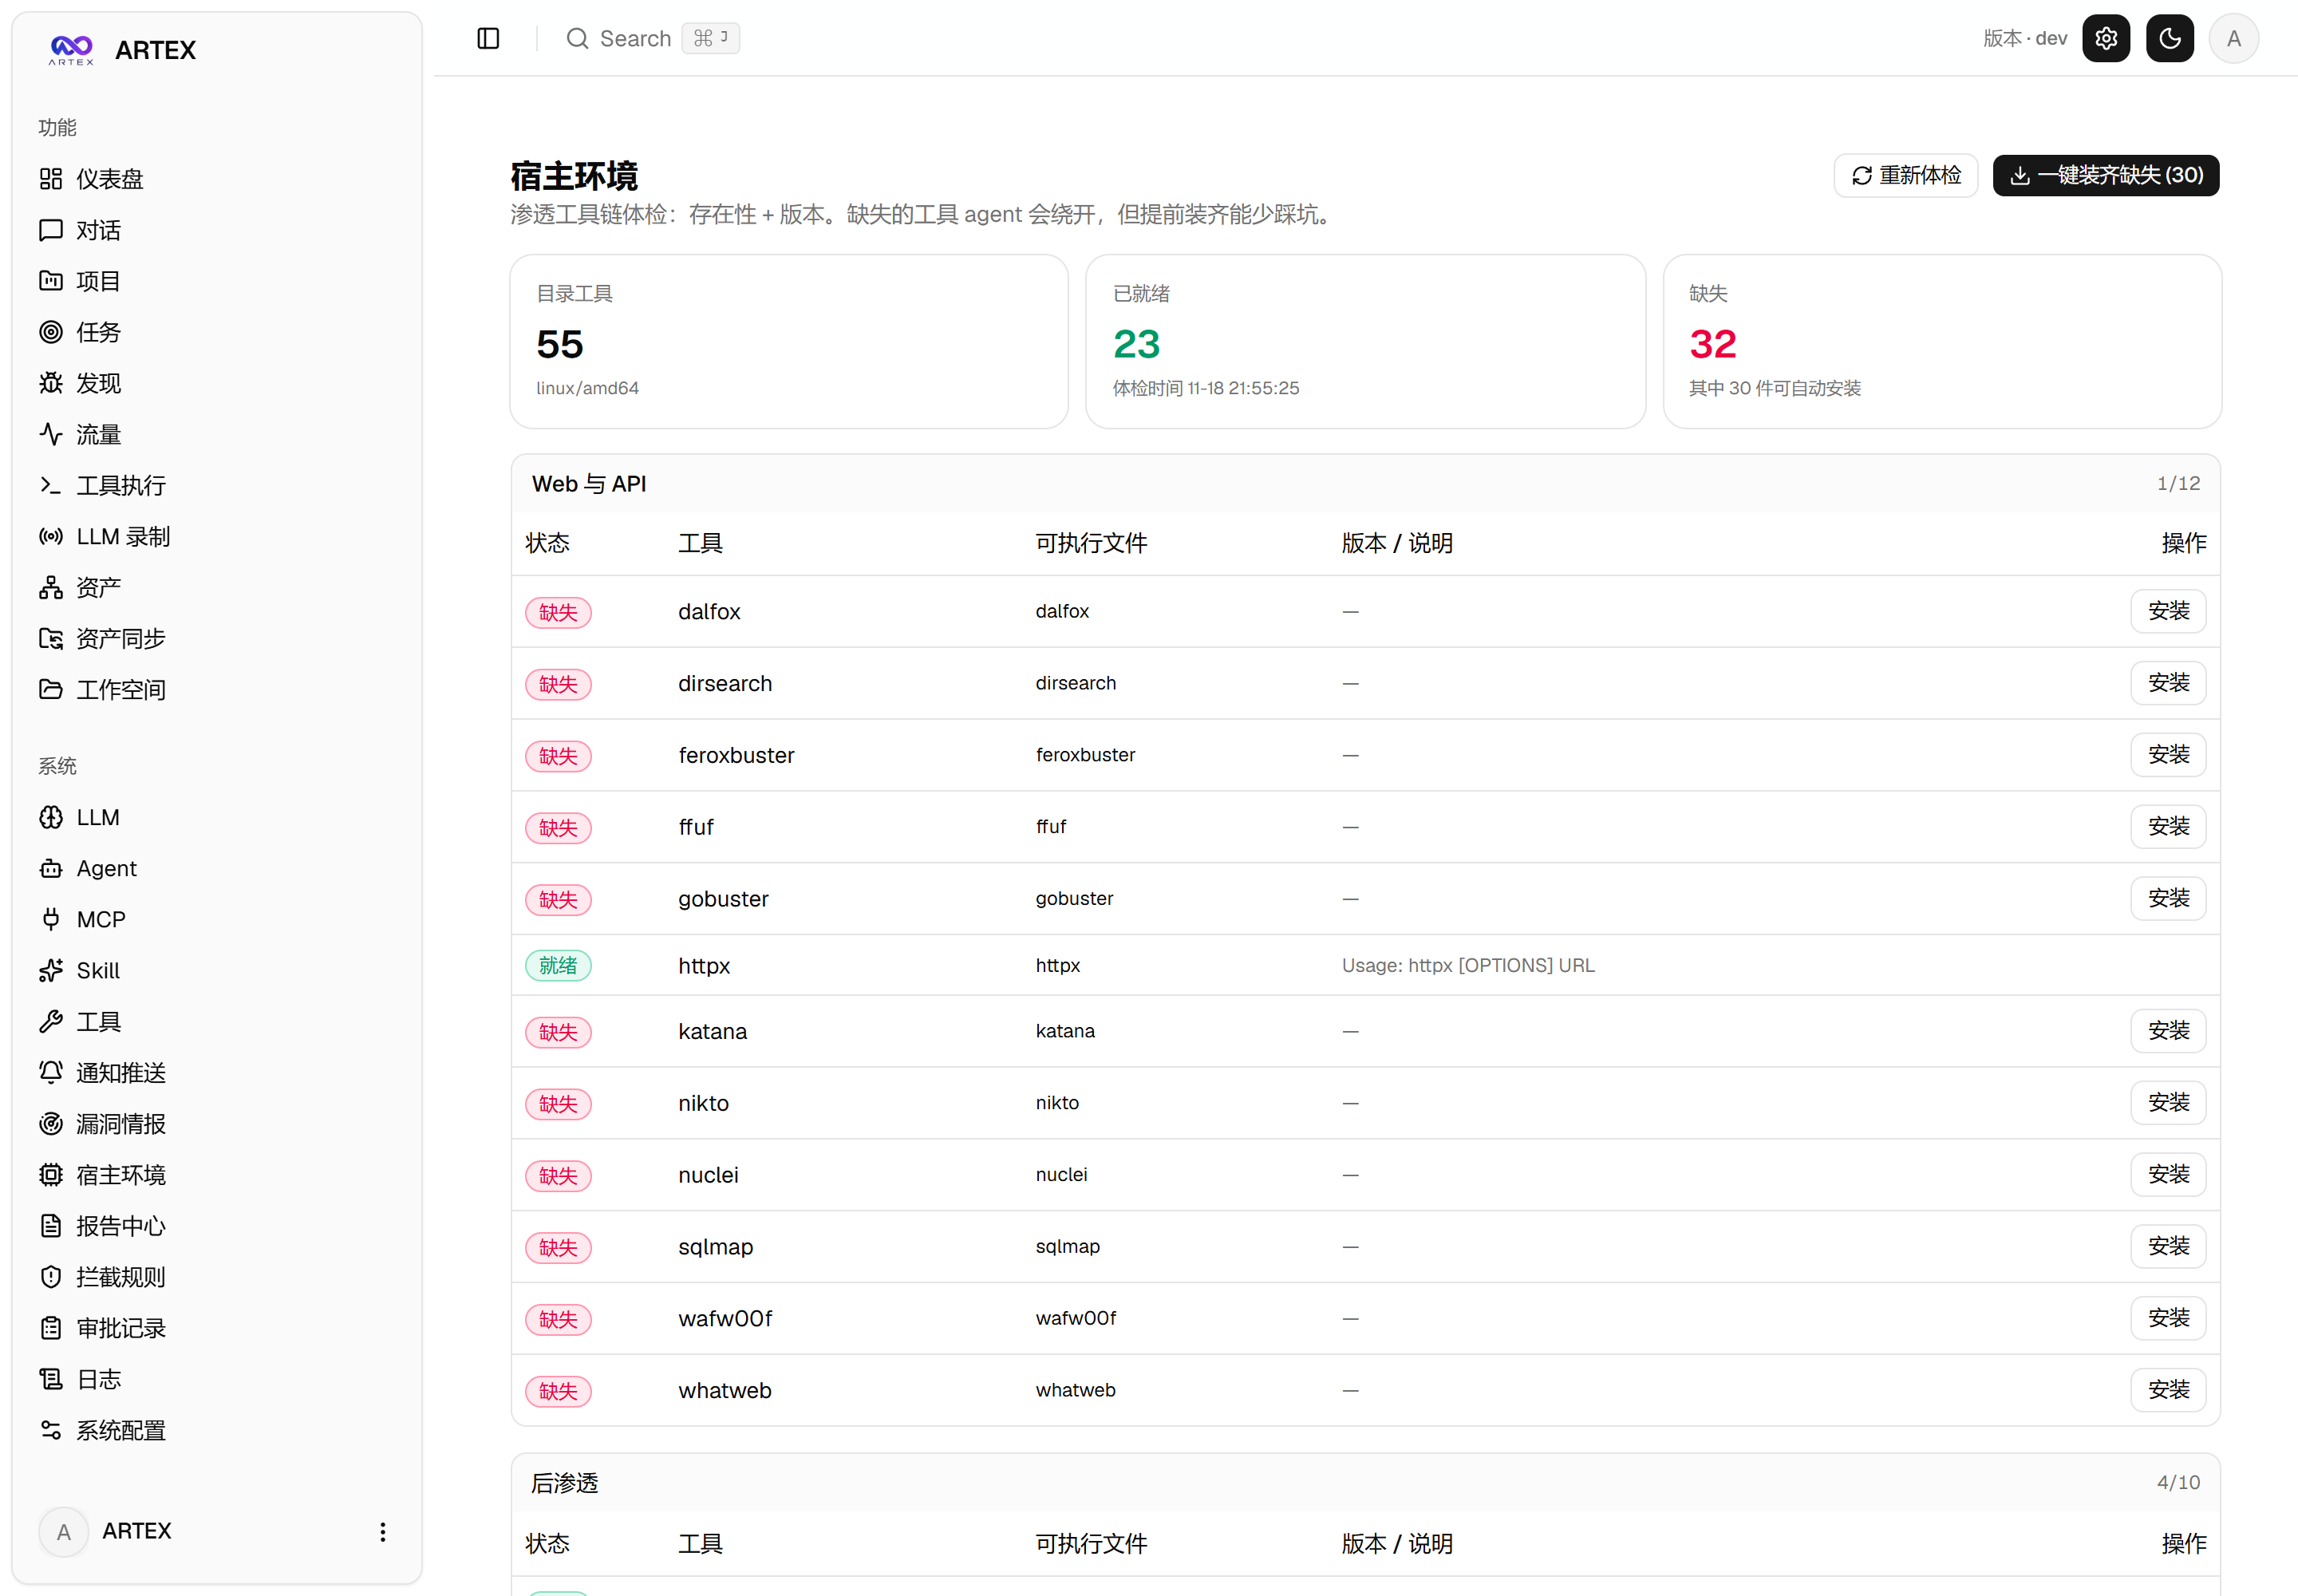 ARTEX
ARTEX
Search ⌘ J
版本 · dev
A
功能
仪表盘
对话
项目
任务
发现
流量
工具执行
LLM 录制
资产
资产同步
工作空间
系统
LLM
Agent
MCP
Skill
工具
通知推送
漏洞情报
宿主环境
报告中心
拦截规则
审批记录
日志
系统配置
A
ARTEX
宿主环境
重新体检
一键装齐缺失 (30)
渗透工具链体检：存在性 + 版本。缺失的工具 agent 会绕开，但提前装齐能少踩坑。
目录工具
55
linux/amd64
已就绪
23
体检时间 11-18 21:55:25
缺失
32
其中 30 件可自动安装
Web 与 API 1/12
状态 工具 可执行文件 版本 / 说明 操作
缺失 dalfox dalfox — 安装
缺失 dirsearch dirsearch — 安装
缺失 feroxbuster feroxbuster — 安装
缺失 ffuf ffuf — 安装
缺失 gobuster gobuster — 安装
就绪 httpx httpx Usage: httpx [OPTIONS] URL
缺失 katana katana — 安装
缺失 nikto nikto — 安装
缺失 nuclei nuclei — 安装
缺失 sqlmap sqlmap — 安装
缺失 wafw00f wafw00f — 安装
缺失 whatweb whatweb — 安装
后渗透 4/10
状态 工具 可执行文件 版本 / 说明 操作